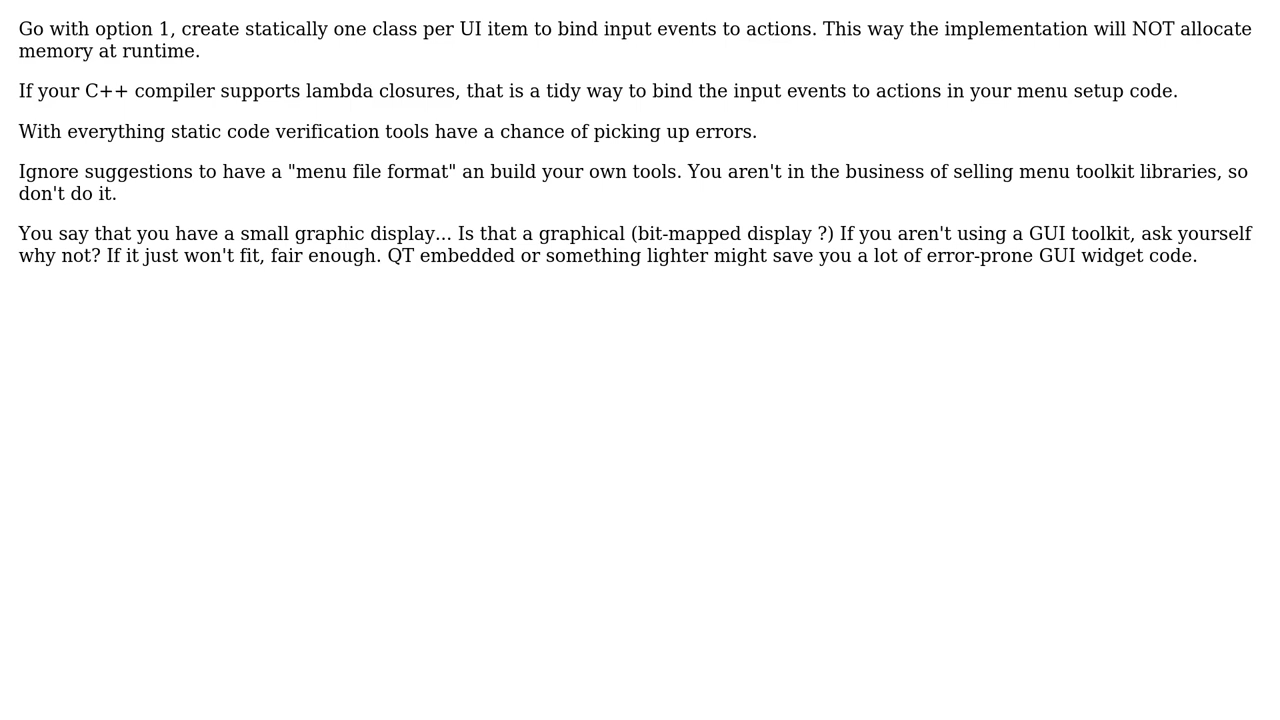 Go with option 1, create statically one class per UI item to bind input events to actions. This way the implementation will NOT allocate
memory at runtime.
If your C++ compiler supports lambda closures, that is a tidy way to bind the input events to actions in your menu setup code.
With everything static code verification tools have a chance of picking up errors.
Ignore suggestions to have a "menu file format" an build your own tools. You aren't in the business of selling menu toolkit libraries, so
don't do it.
You say that you have a small graphic display... Is that a graphical (bit-mapped display ?) If you aren't using a GUI toolkit, ask yourself
why not? If it just won't fit, fair enough. QT embedded or something lighter might save you a lot of error-prone GUI widget code.